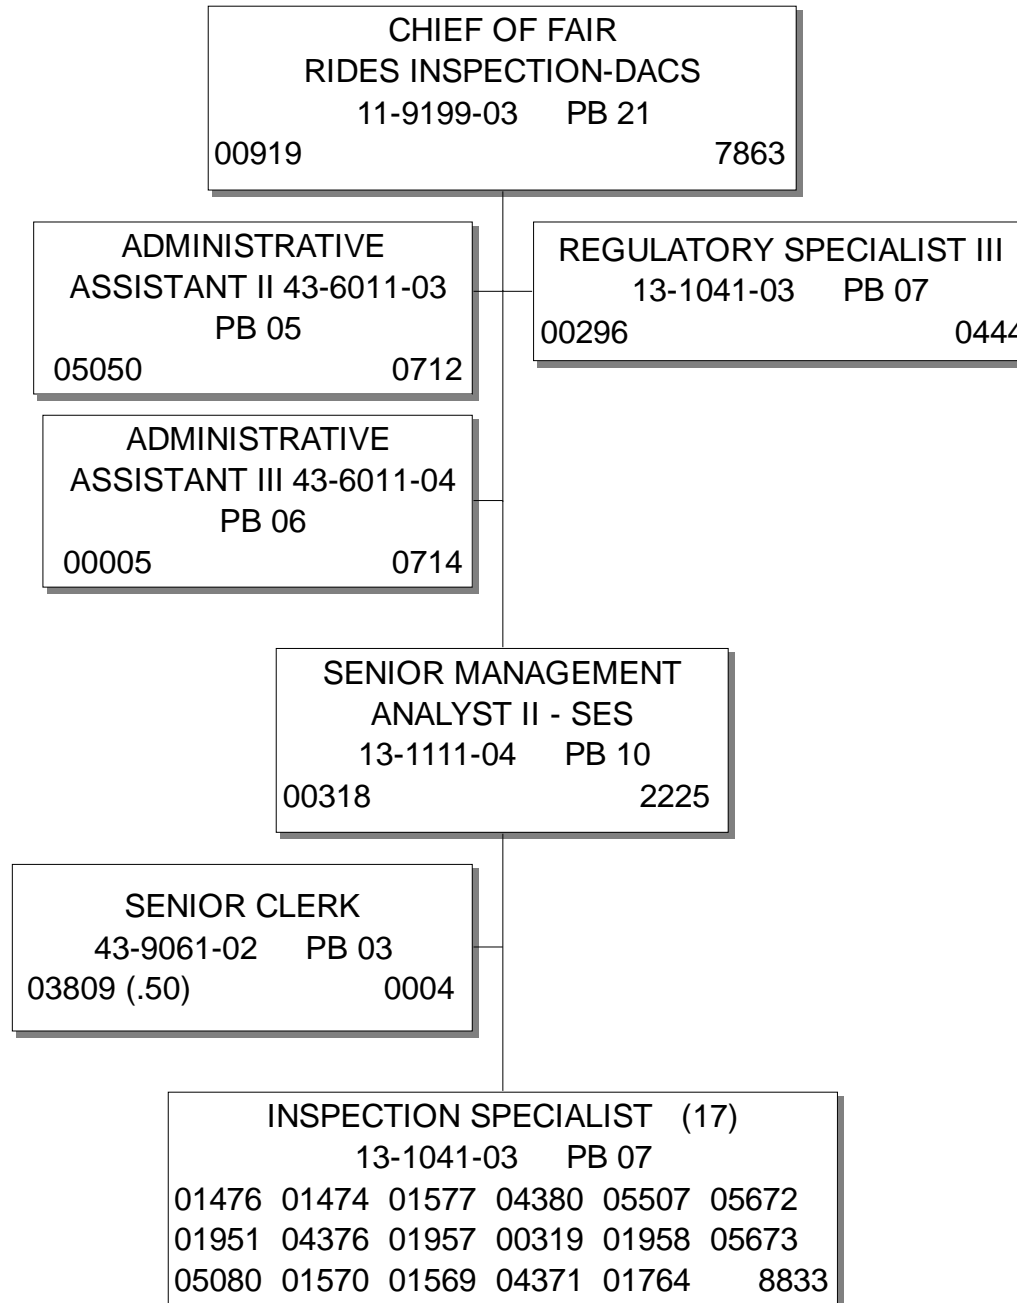 CHIEF OF FAIR
RIDES INSPECTION-DACS
11-9199-03 PB 21
00919 7863
ADMINISTRATIVE
ASSISTANT II 43-6011-03
PB 05
05050 0712
REGULATORY SPECIALIST III
13-1041-03 PB 07
00296 0444
ADMINISTRATIVE
ASSISTANT III 43-6011-04
PB 06
00005 0714
SENIOR MANAGEMENT
ANALYST II - SES
13-1111-04 PB 10
00318 2225
SENIOR CLERK
43-9061-02 PB 03
03809 (.50) 0004
INSPECTION SPECIALIST (17)
13-1041-03 PB 07
01476 01474 01577 04380 05507 05672
01951 04376 01957 00319 01958 05673
05080 01570 01569 04371 01764 8833